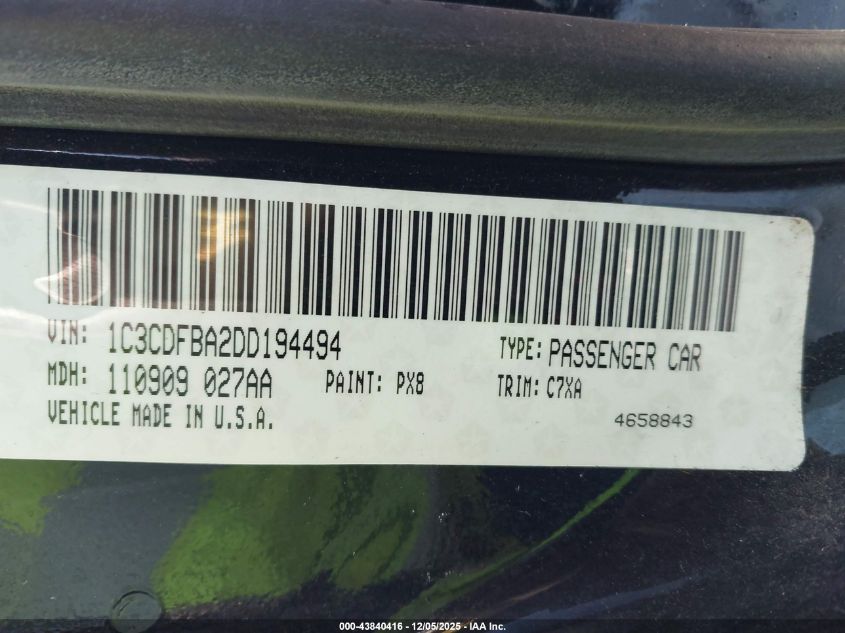 VIN: 1C3CDFBA2DD194494 TYPE: PASSENGER CAR
MDH: 110909 027AA PAINT: PX8 TRIM: C7XA
VEHICLE MADE IN U.S.A. 4658843
000-43840416 - 12/05/2025 - IAA Inc.